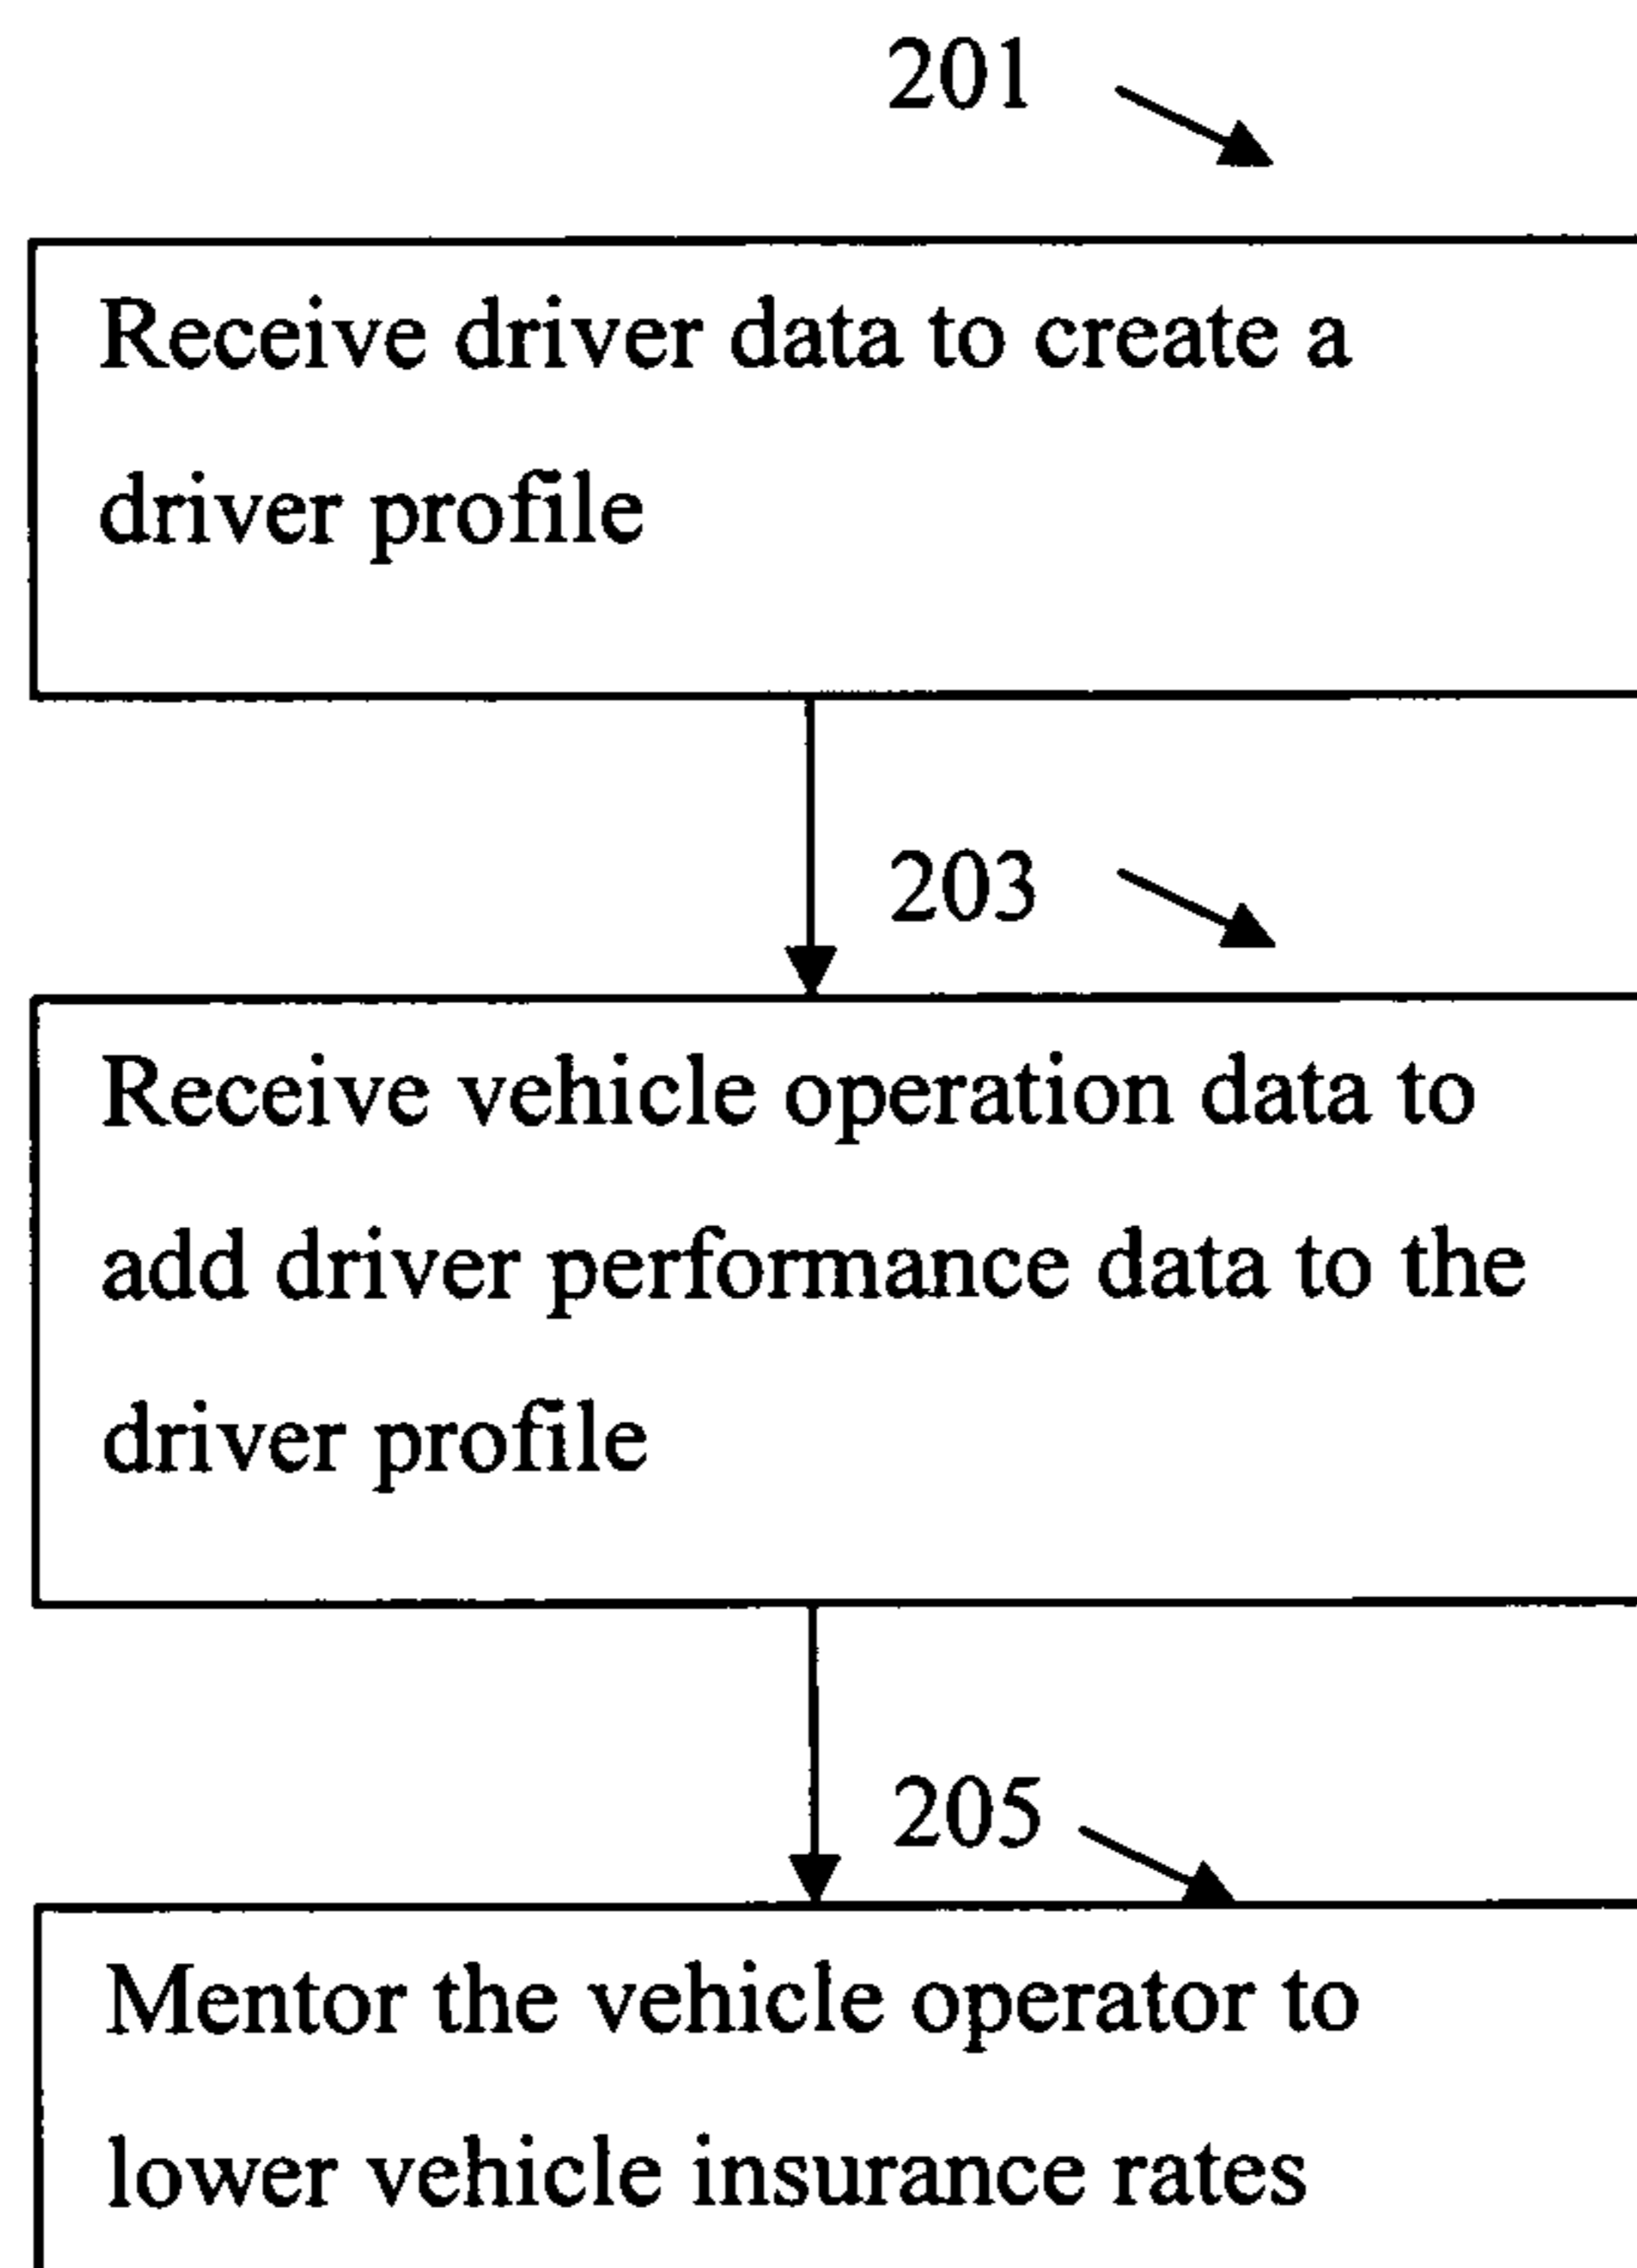 201
Receive driver data to create a
driver profile
203
Receive vehicle operation data to
add driver performance data to the
driver profile
205
Mentor the vehicle operator to
lower vehicle insurance rates